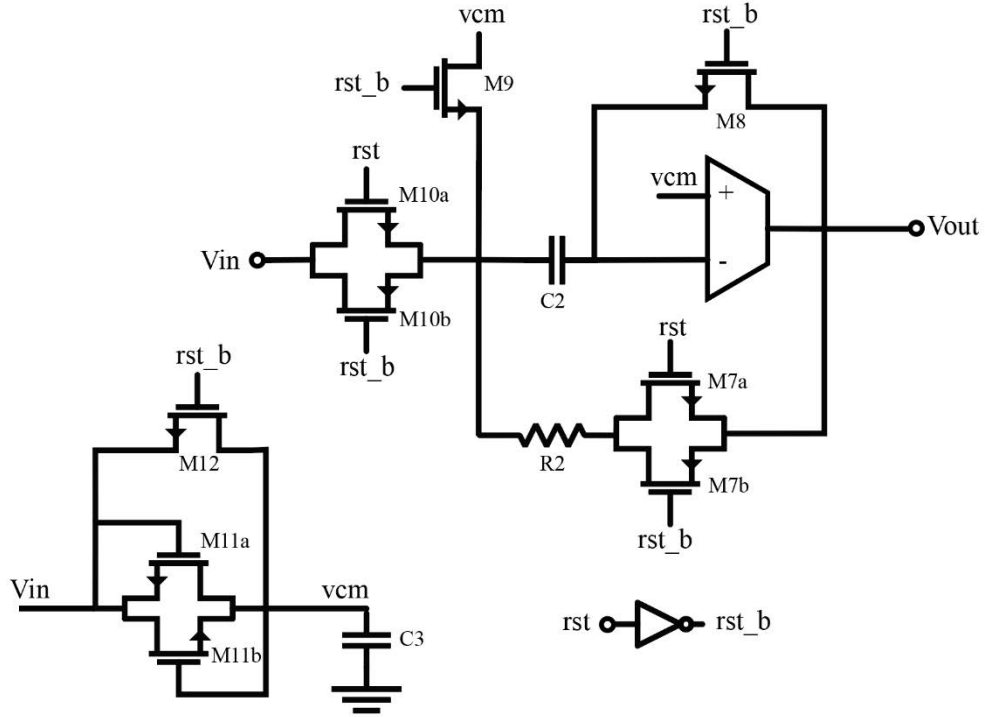 vcm
rst_b
rst_b
M9
M8
rst
M10a
vcm
+
Vout
Vin
-
C2
M10b
rst_b
rst
M7a
R2
M7b
rst_b
rst_b
M12
M11a
Vin
vcm
C3
M11b
rst
rst_b